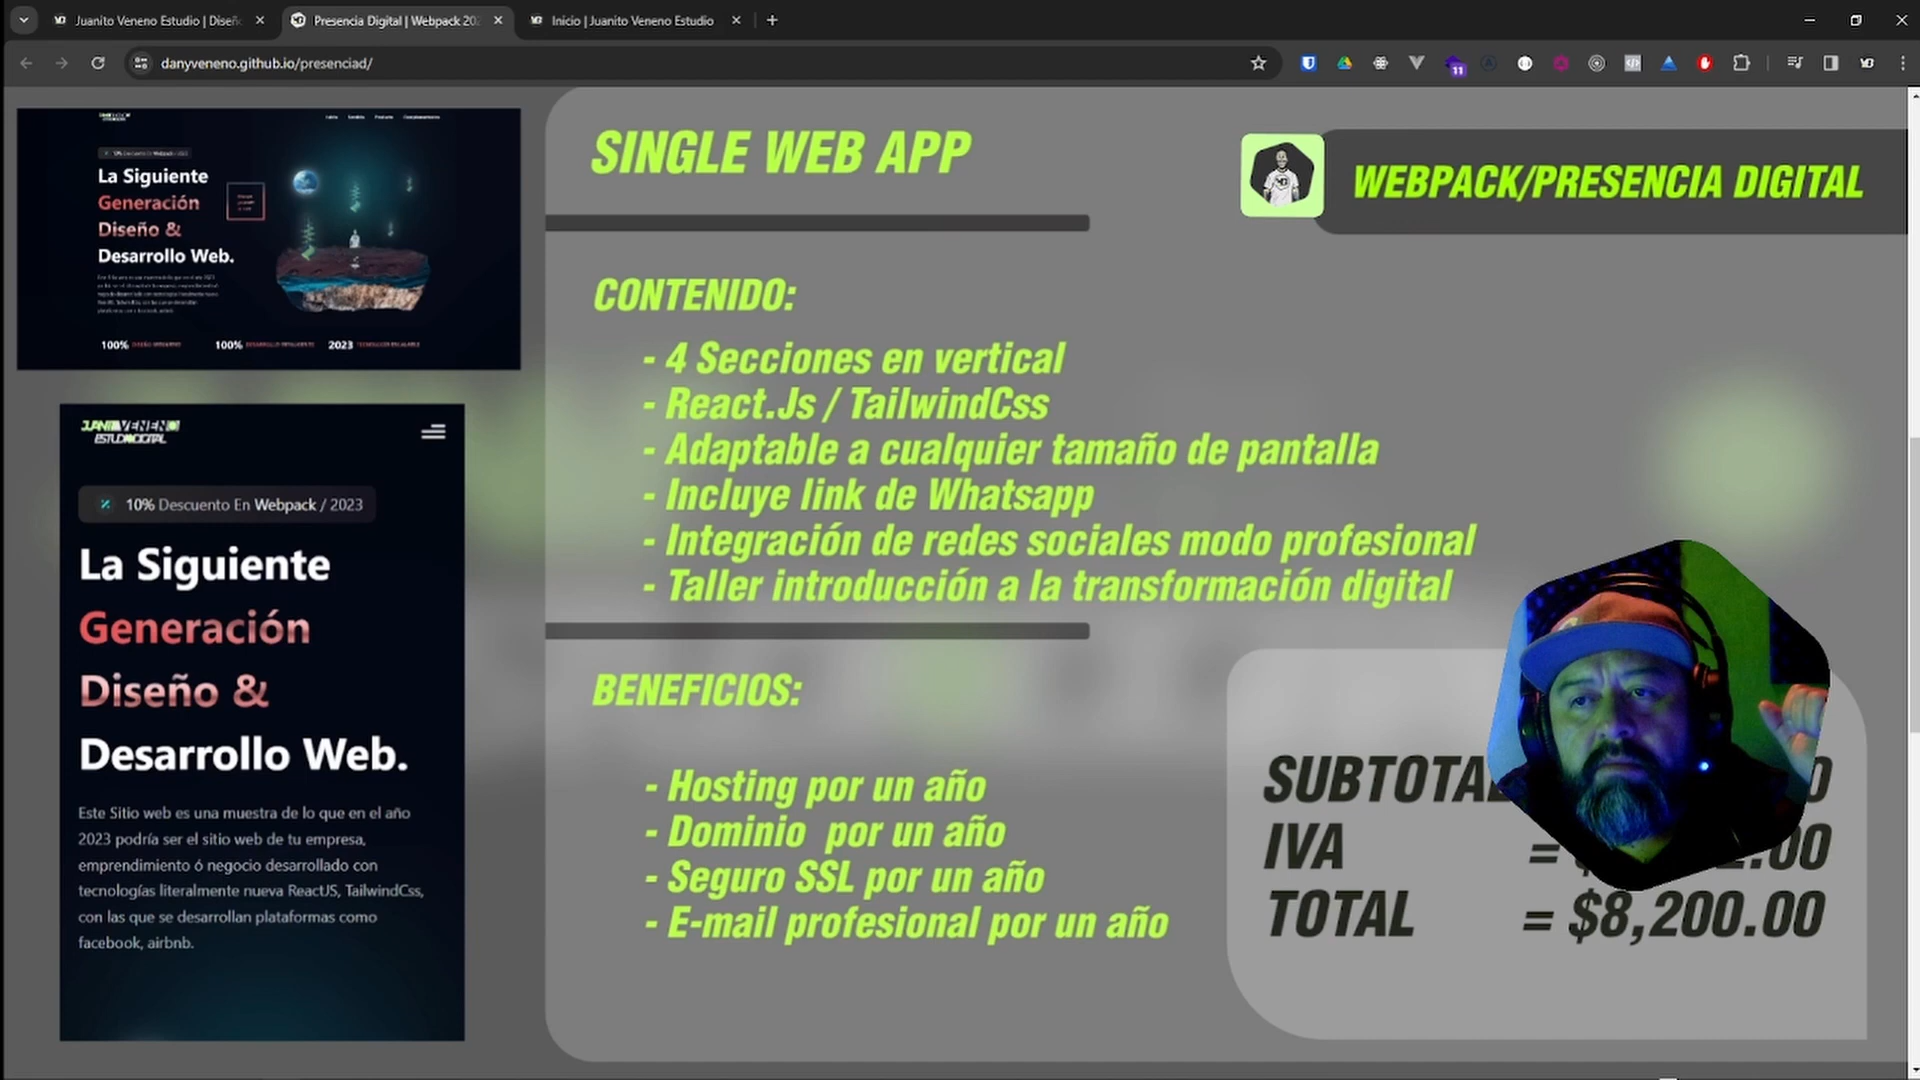 Juanito Veneno Estudio | Diseñ
Presencia Digital | Webpack 202
Inicio | Juanito Veneno Estudio
danyveneno.github.io/presenciad/
11
La Siguiente
Generación
Diseño &
Desarrollo Web.
100%
100%
2023
JUANITOVENENO
ESTUDIODIGITAL
10% Descuento En Webpack / 2023
La Siguiente
Generación
Diseño &
Desarrollo Web.
Este Sitio web es una muestra de lo que en el año
2023 podría ser el sitio web de tu empresa,
emprendimiento ó negocio desarrollado con
tecnologías literalmente nueva ReactJS, TailwindCss,
con las que se desarrollan plataformas como
facebook, airbnb.
SINGLE WEB APP
WEBPACK/PRESENCIA DIGITAL
CONTENIDO:
- 4 Secciones en vertical
- React.Js / TailwindCss
- Adaptable a cualquier tamaño de pantalla
- Incluye link de Whatsapp
- Integración de redes sociales modo profesional
- Taller introducción a la transformación digital
BENEFICIOS:
- Hosting por un año
- Dominio  por un año
- Seguro SSL por un año
- E-mail profesional por un año
SUBTOTAL
IVA =
TOTAL = $8,200.00